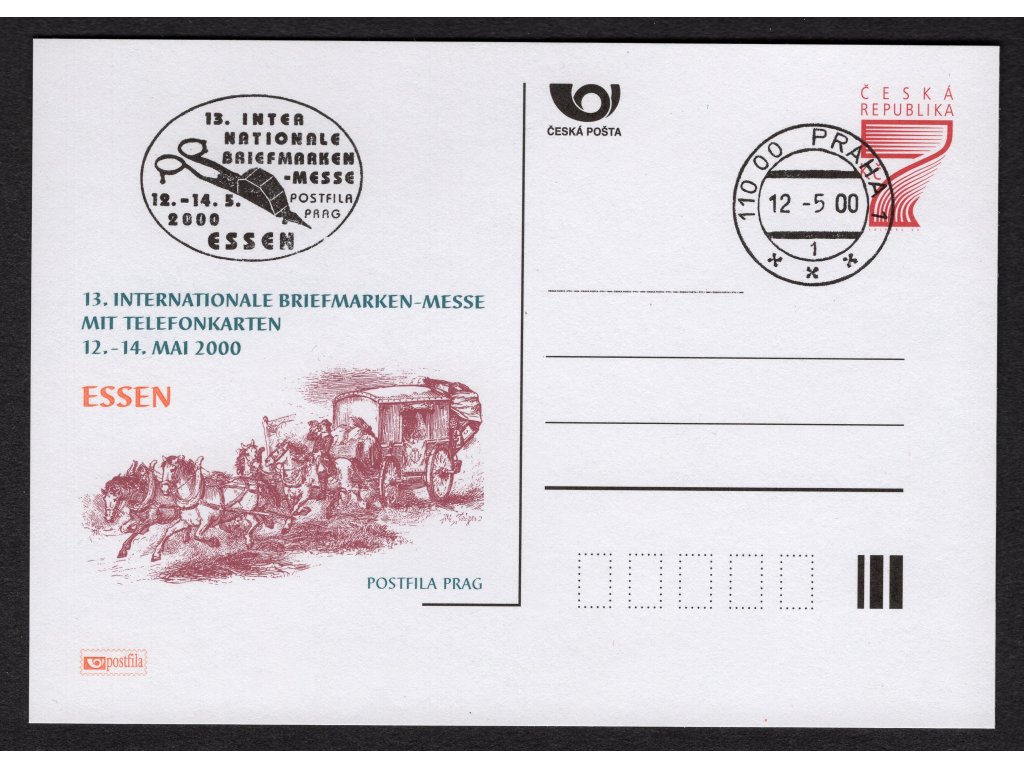 13. INTER
NATIONALE
BRIEFMARKEN
-MESSE
12.-14. 5.
2000
POSTFILA
PRAG
ESSEN
13. INTERNATIONALE BRIEFMARKEN-MESSE
MIT TELEFONKARTEN
12.-14. MAI 2000
ESSEN
POSTFILA PRAG
postfila
ČESKÁ POŠTA
ČESKÁ
REPUBLIKA
7
110 00 PRAHA 1
12 -5 00
1